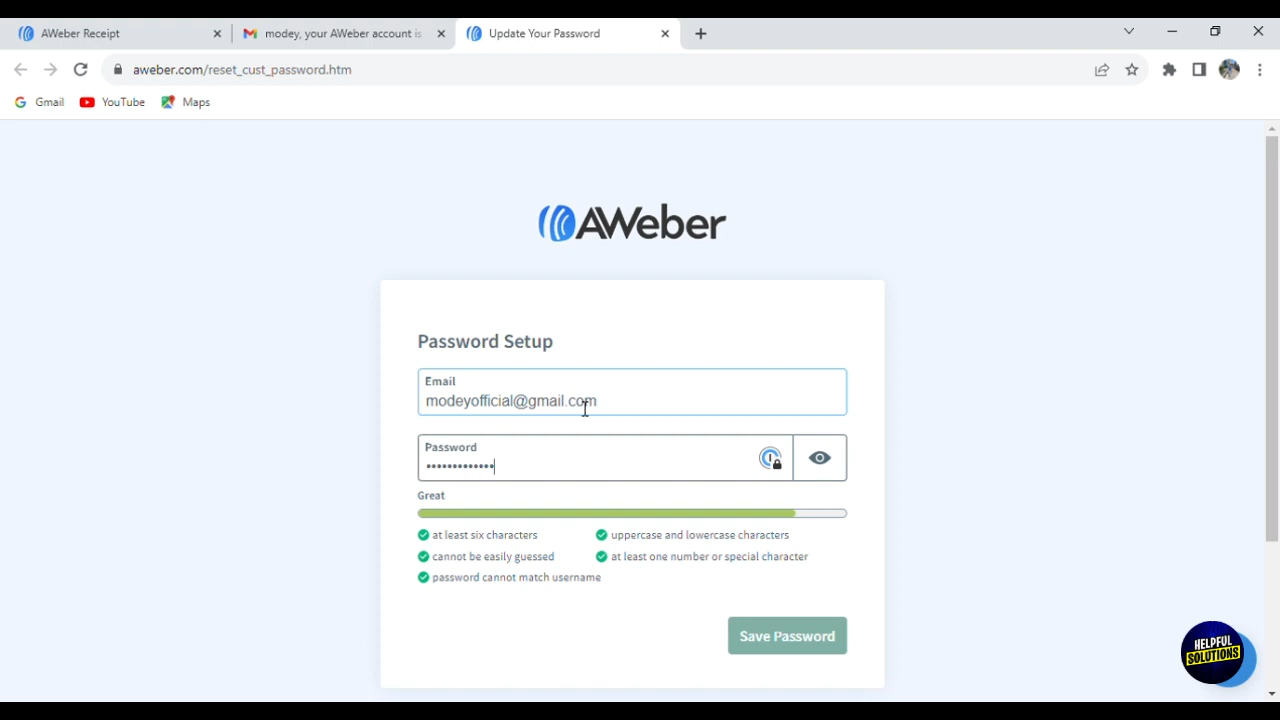 AWeber Receipt
modey, your AWeber account is
Update Your Password
aweber.com/reset_cust_password.htm
Gmail
YouTube
Maps
AWeber
Password Setup
Email
modeyofficial@gmail.com
Password
•••••••••••••
Great
at least six characters
uppercase and lowercase characters
cannot be easily guessed
at least one number or special character
password cannot match username
Save Password
HELPFUL
SOLUTIONS